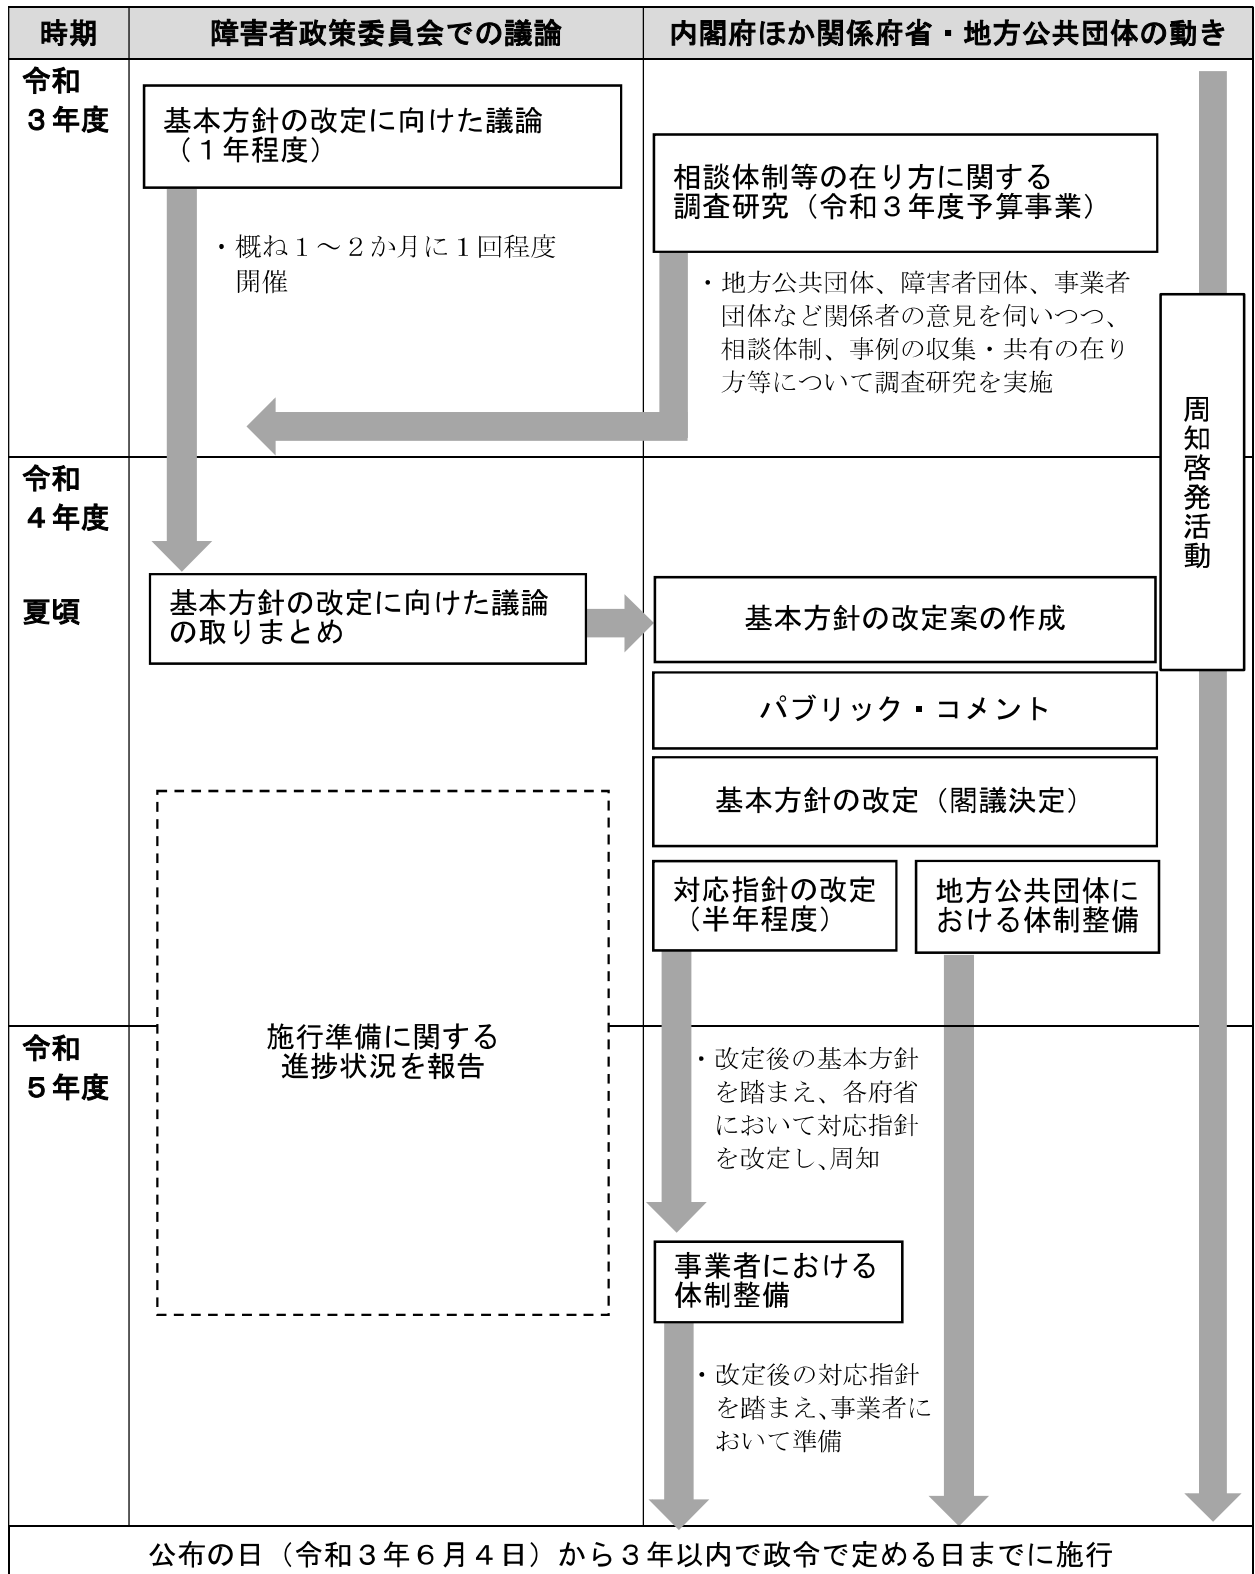 時期
障害者政策委員会での議論
内閣府ほか関係府省・地方公共団体の動き
令和
３年度
基本方針の改定に向けた議論
（１年程度）
・概ね１～２か月に１回程度
開催
相談体制等の在り方に関する
調査研究（令和３年度予算事業）
・地方公共団体、障害者団体、事業者
団体など関係者の意見を伺いつつ、
相談体制、事例の収集・共有の在り
方等について調査研究を実施
周知啓発活動
令和
４年度
夏頃
基本方針の改定に向けた議論
の取りまとめ
基本方針の改定案の作成
パブリック・コメント
基本方針の改定（閣議決定）
対応指針の改定
（半年程度）
地方公共団体に
おける体制整備
施行準備に関する
進捗状況を報告
令和
５年度
・改定後の基本方針
を踏まえ、各府省
において対応指針
を改定し、周知
事業者における
体制整備
・改定後の対応指針
を踏まえ、事業者に
おいて準備
公布の日（令和３年６月４日）から３年以内で政令で定める日までに施行